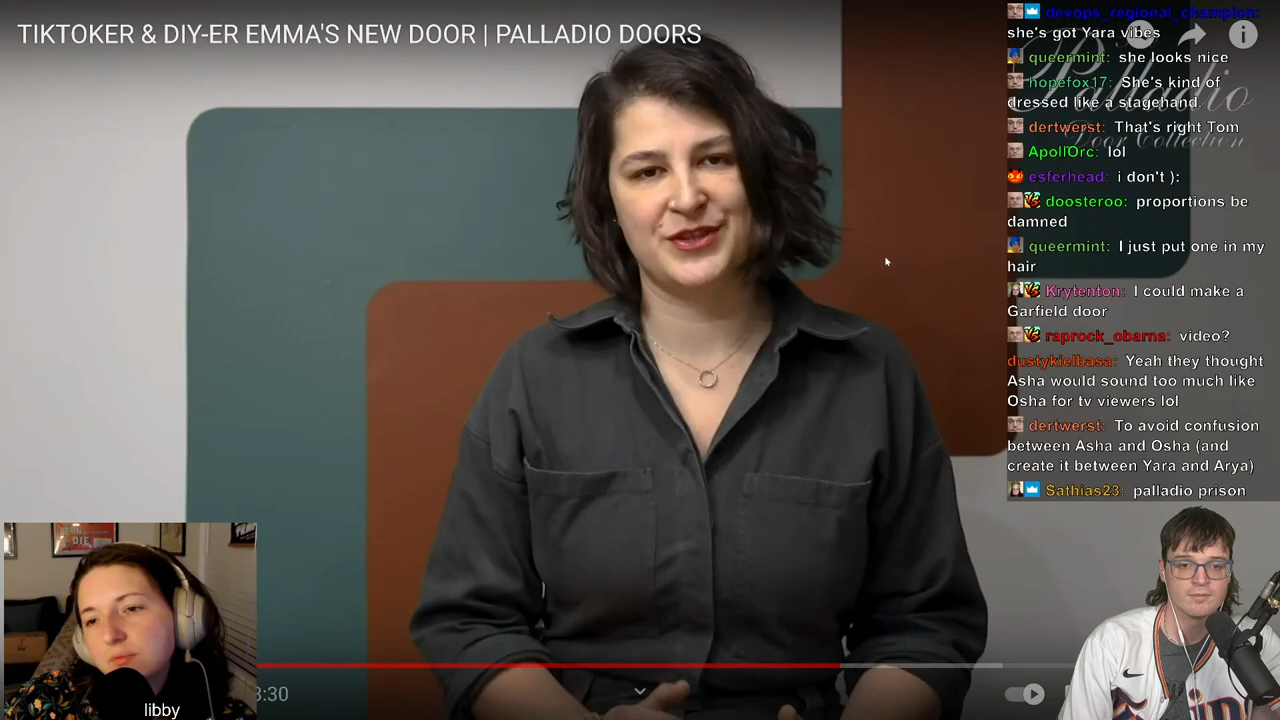 TIKTOKER & DIY-ER EMMA'S NEW DOOR | PALLADIO DOORS
devops_regional_champion:
she's got Yara vibes
queermint: she looks nice
hopefox17: She's kind of
dressed like a stagehand.
Palladio
Door Collection
dertwerst: That's right Tom
ApollOrc: lol
esferhead: i don't ):
doosteroo: proportions be
damned
queermint: I just put one in my
hair
Krytenton: I could make a
Garfield door
raprock_obama: video?
dustykielbasa: Yeah they thought
Asha would sound too much like
Osha for tv viewers lol
dertwerst: To avoid confusion
between Asha and Osha (and
create it between Yara and Arya)
Sathias23: palladio prison
DIE
3:30
libby